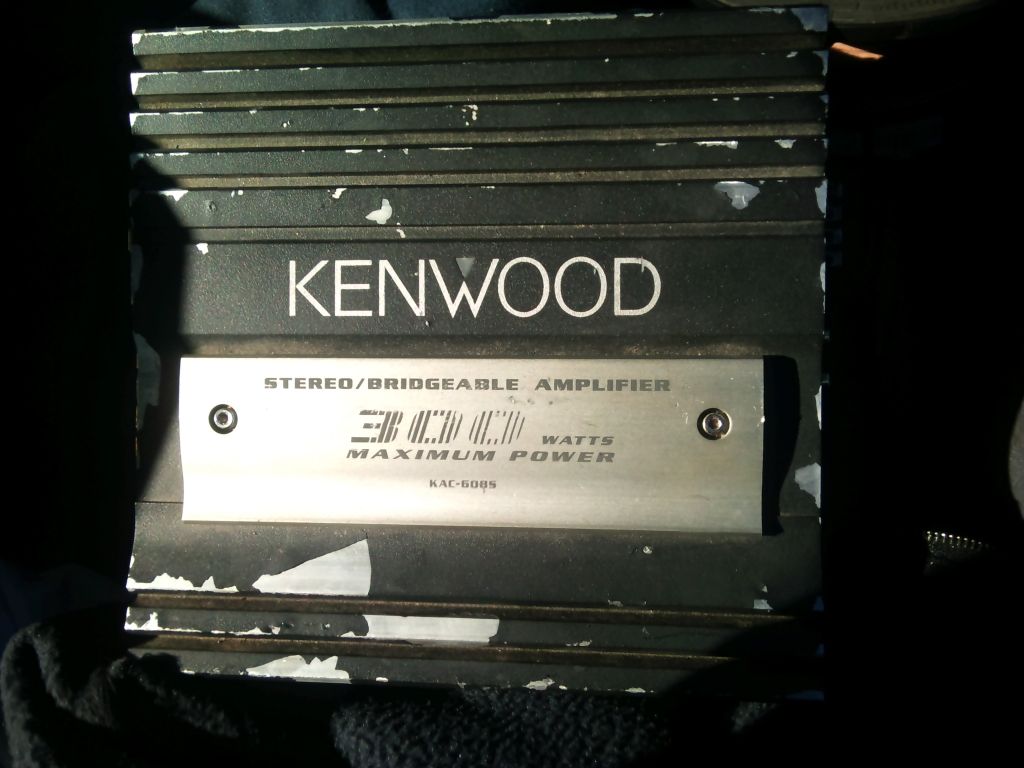 KENWOOD
STEREO/BRIDGEABLE AMPLIFIER
300 WATTS
MAXIMUM POWER
KAC-608S